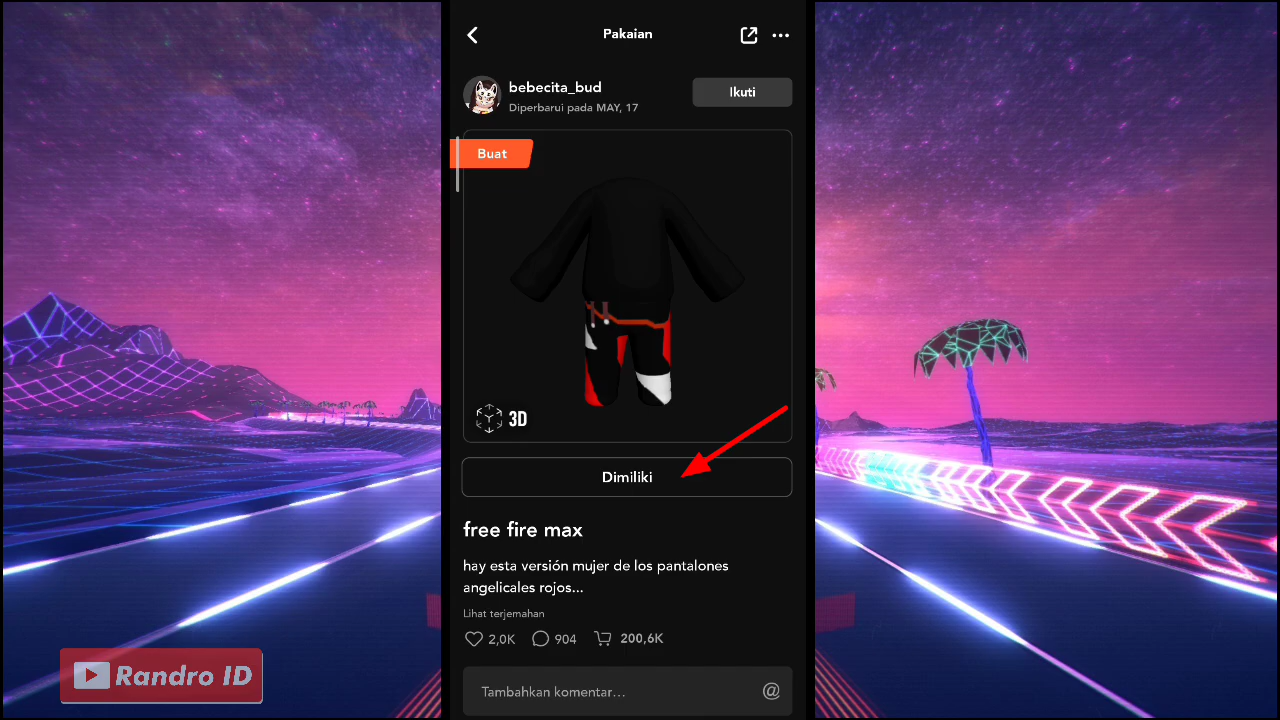 Pakaian
bebecita_bud
Diperbarui pada MAY, 17
Ikuti
Buat
3D
Dimiliki
free fire max
hay esta versión mujer de los pantalones
angelicales rojos...
Lihat terjemahan
2,0K 904 200,6K
Tambahkan komentar... @
Randro ID